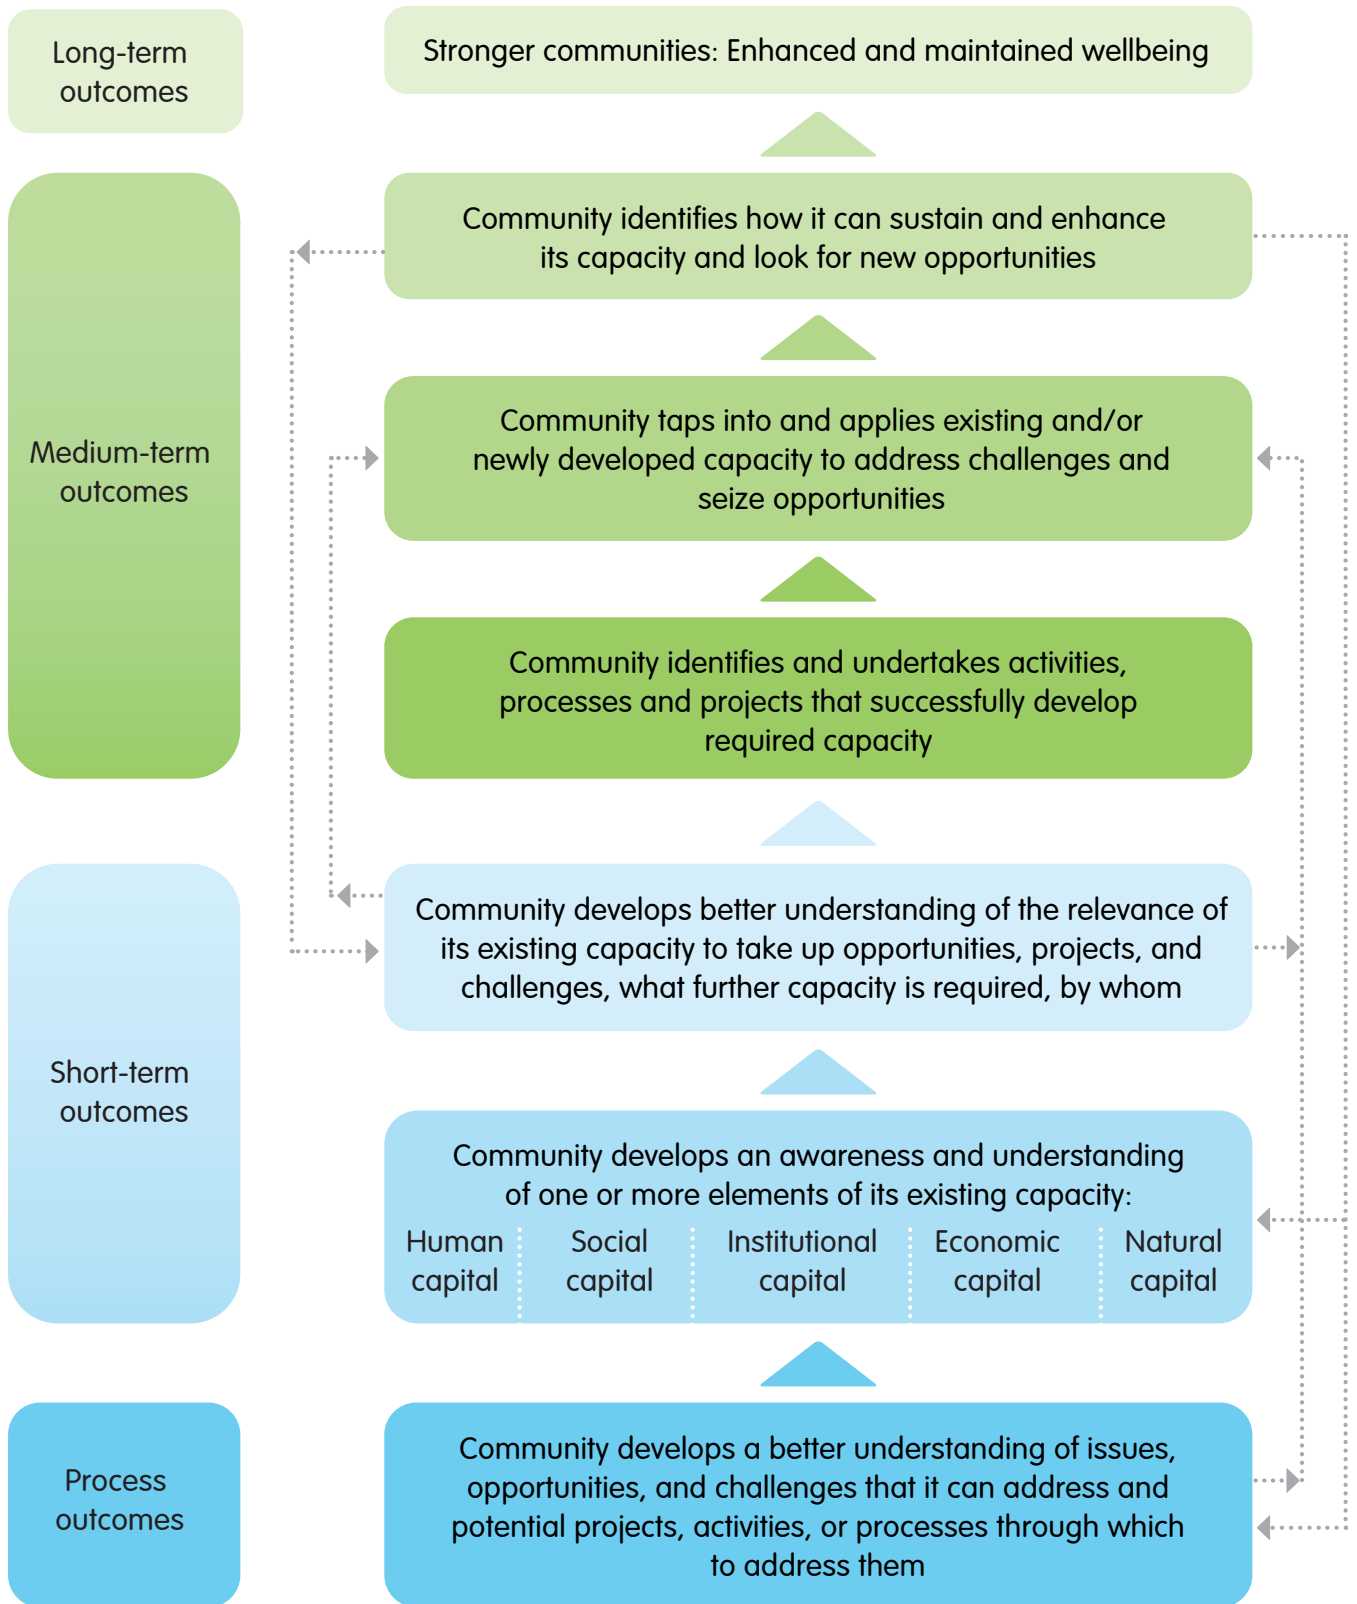 Long-term
outcomes
Stronger communities: Enhanced and maintained wellbeing
Medium-term
outcomes
Community identifies how it can sustain and enhance
its capacity and look for new opportunities
Community taps into and applies existing and/or
newly developed capacity to address challenges and
seize opportunities
Community identifies and undertakes activities,
processes and projects that successfully develop
required capacity
Short-term
outcomes
Community develops better understanding of the relevance of
its existing capacity to take up opportunities, projects, and
challenges, what further capacity is required, by whom
Community develops an awareness and understanding
of one or more elements of its existing capacity:
Human
capital
Social
capital
Institutional
capital
Economic
capital
Natural
capital
Process
outcomes
Community develops a better understanding of issues,
opportunities, and challenges that it can address and
potential projects, activities, or processes through which
to address them